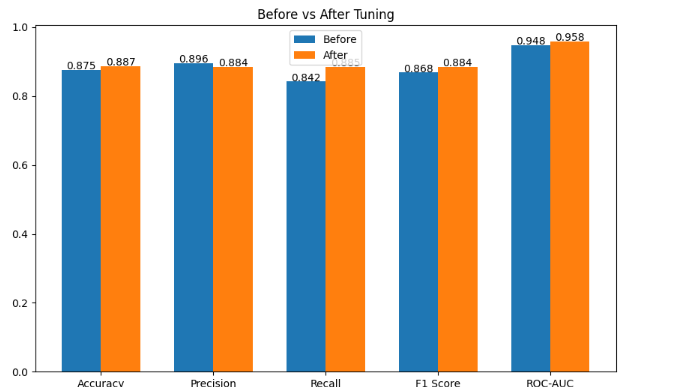 Before vs After Tuning
1.0
0.8
0.6
0.4
0.2
0.0
Before
After
0.875
0.887
0.896
0.884
0.842
0.885
0.868
0.884
0.948
0.958
Accuracy
Precision
Recall
F1 Score
ROC-AUC